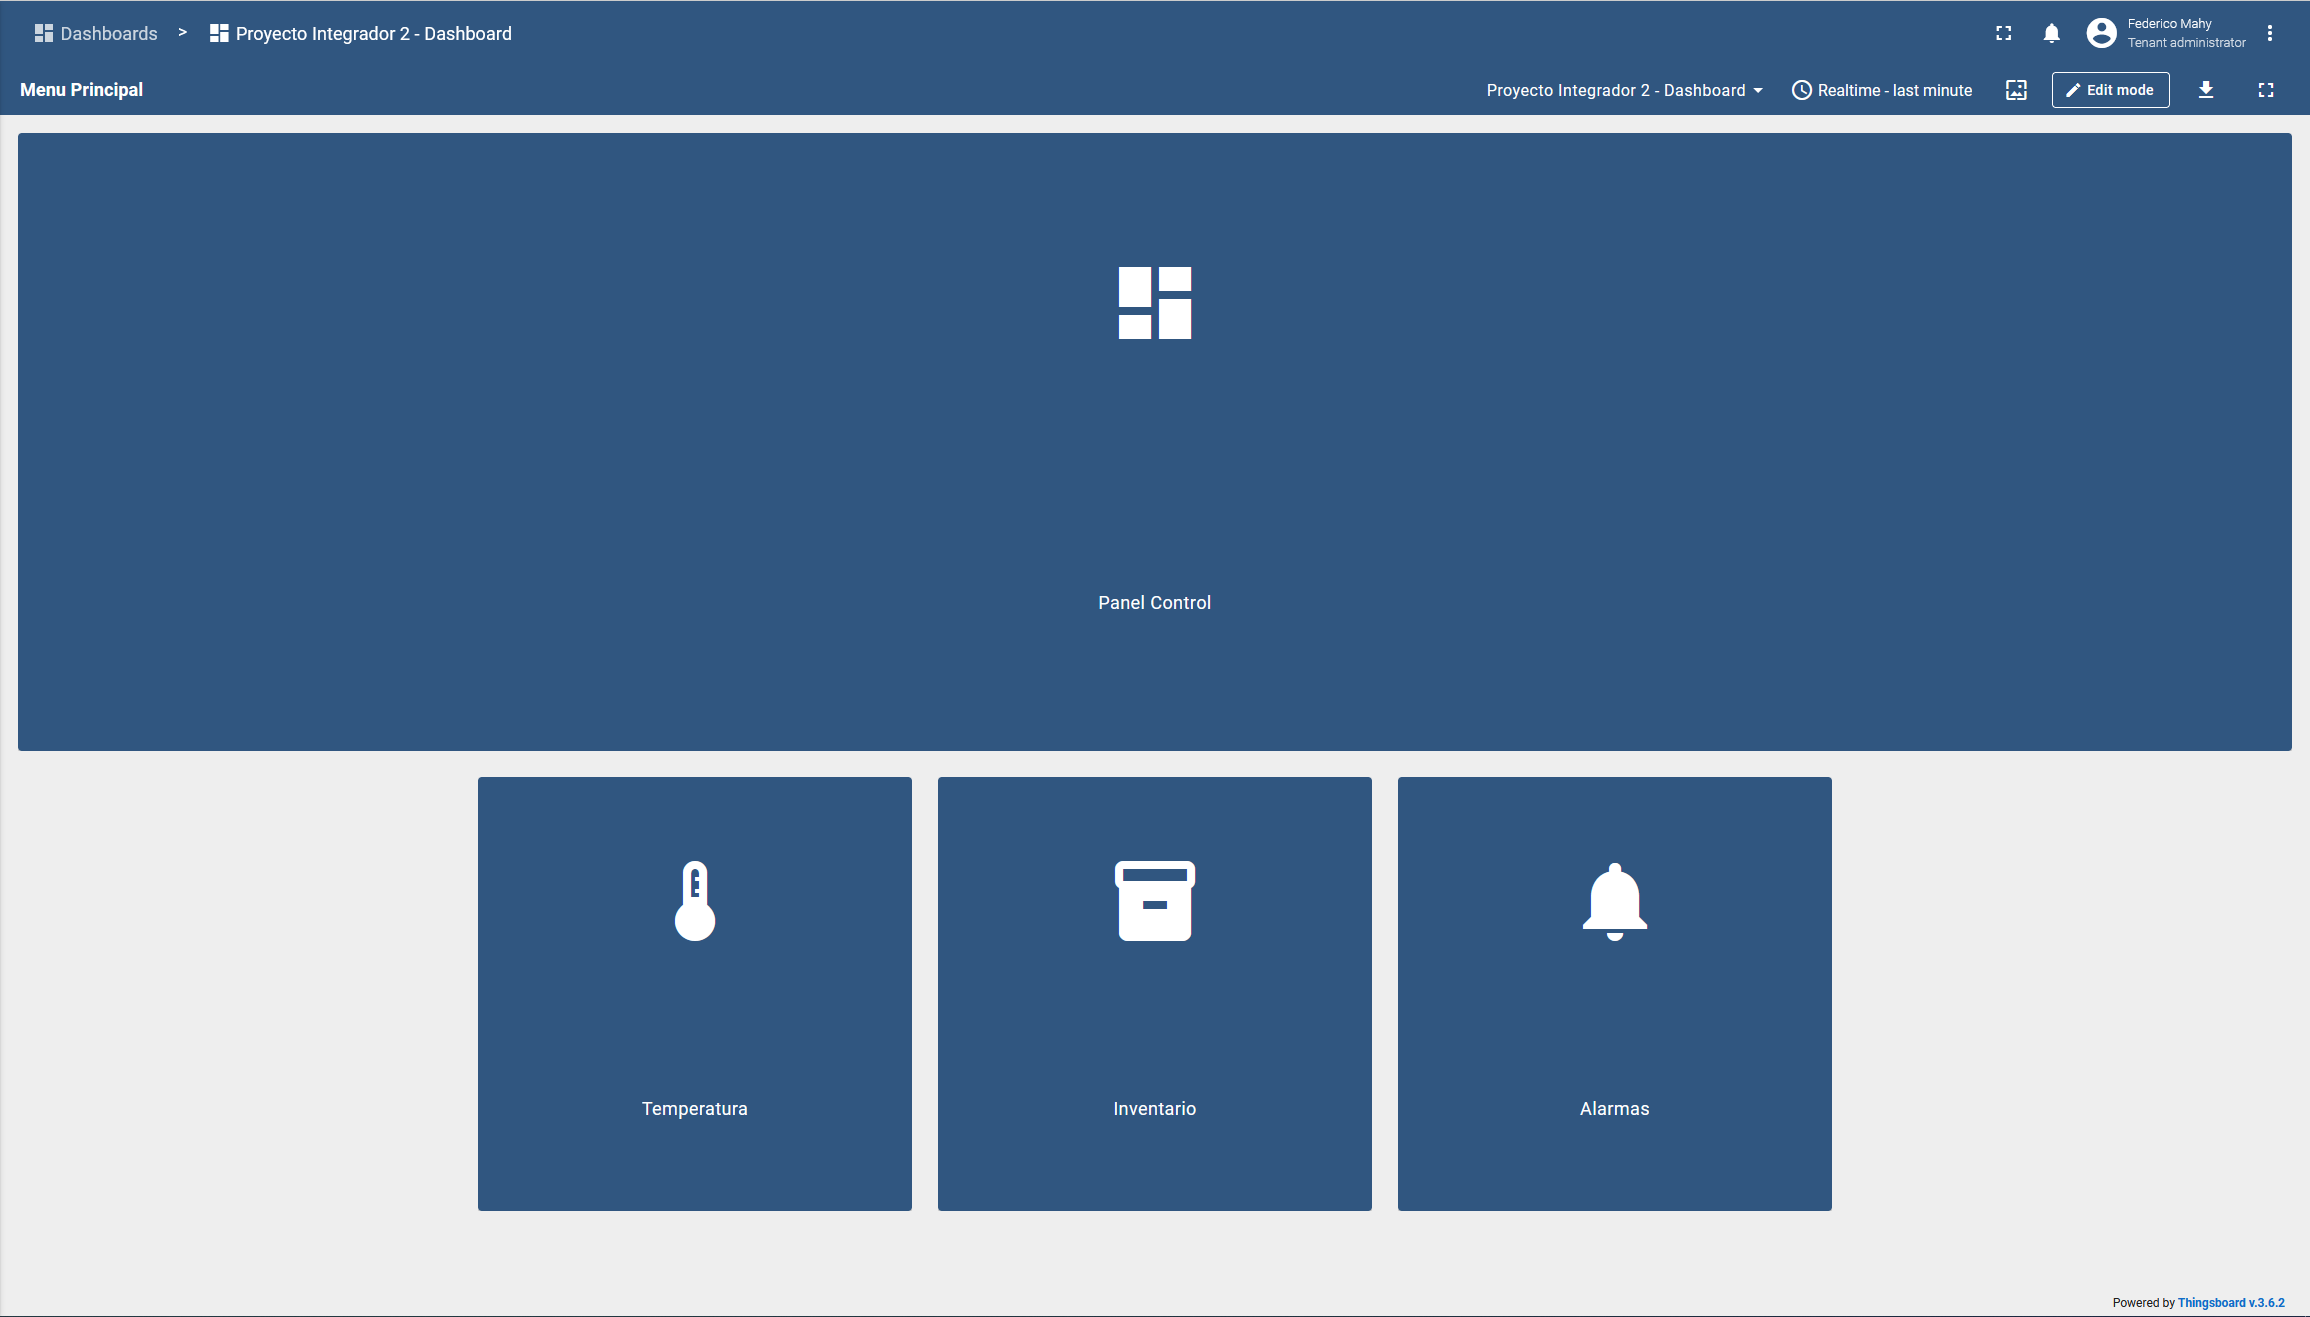 Dashboards > Proyecto Integrador 2 - Dashboard
Federico Mahy
Tenant administrator
Menu Principal
Proyecto Integrador 2 - Dashboard
Realtime - last minute
Edit mode
Panel Control
Temperatura
Inventario
Alarmas
Powered by Thingsboard v.3.6.2